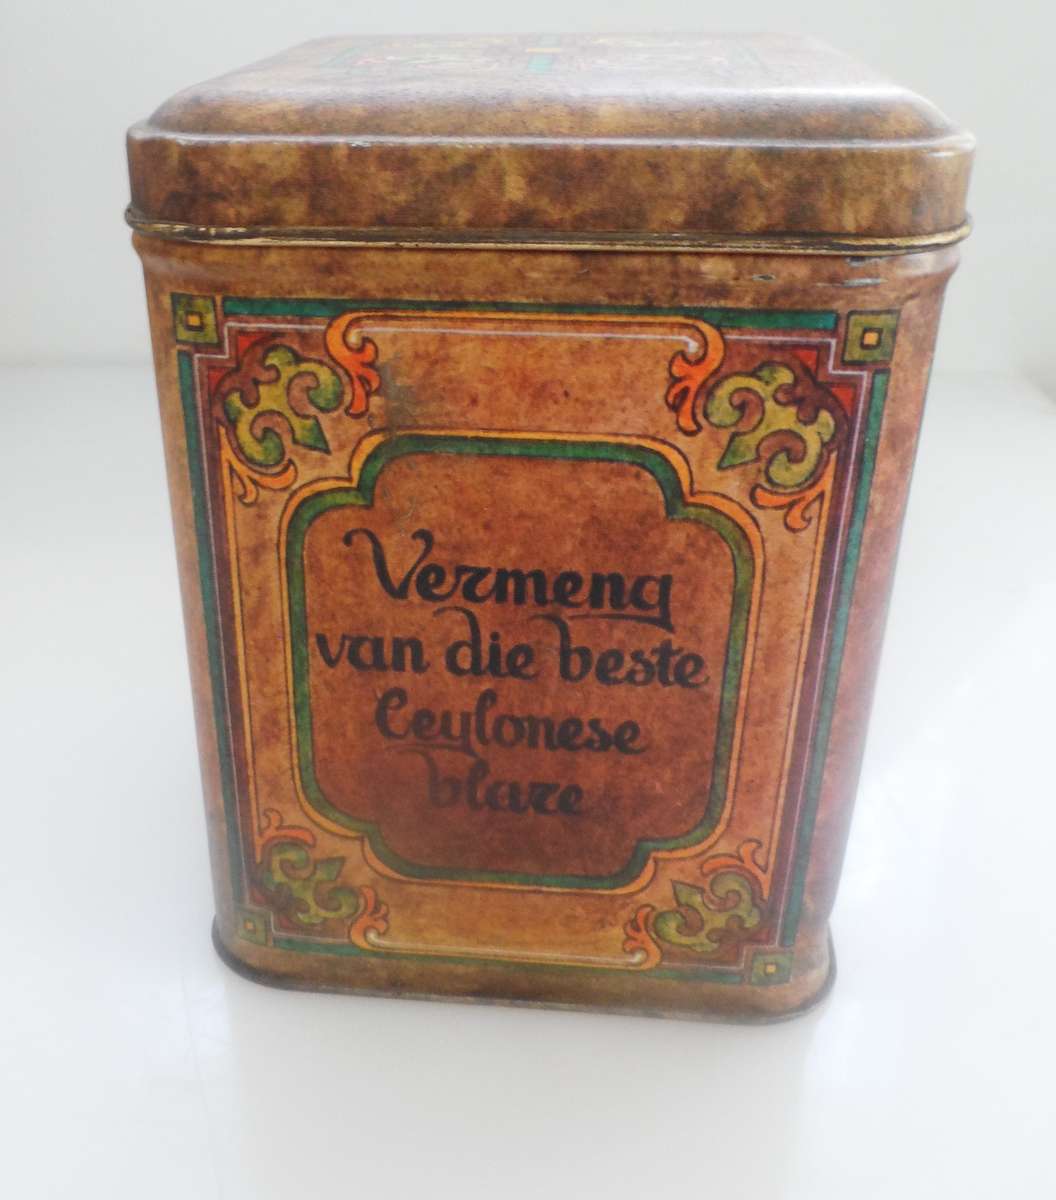 Vermeng
van die beste
Ceylonese
blare